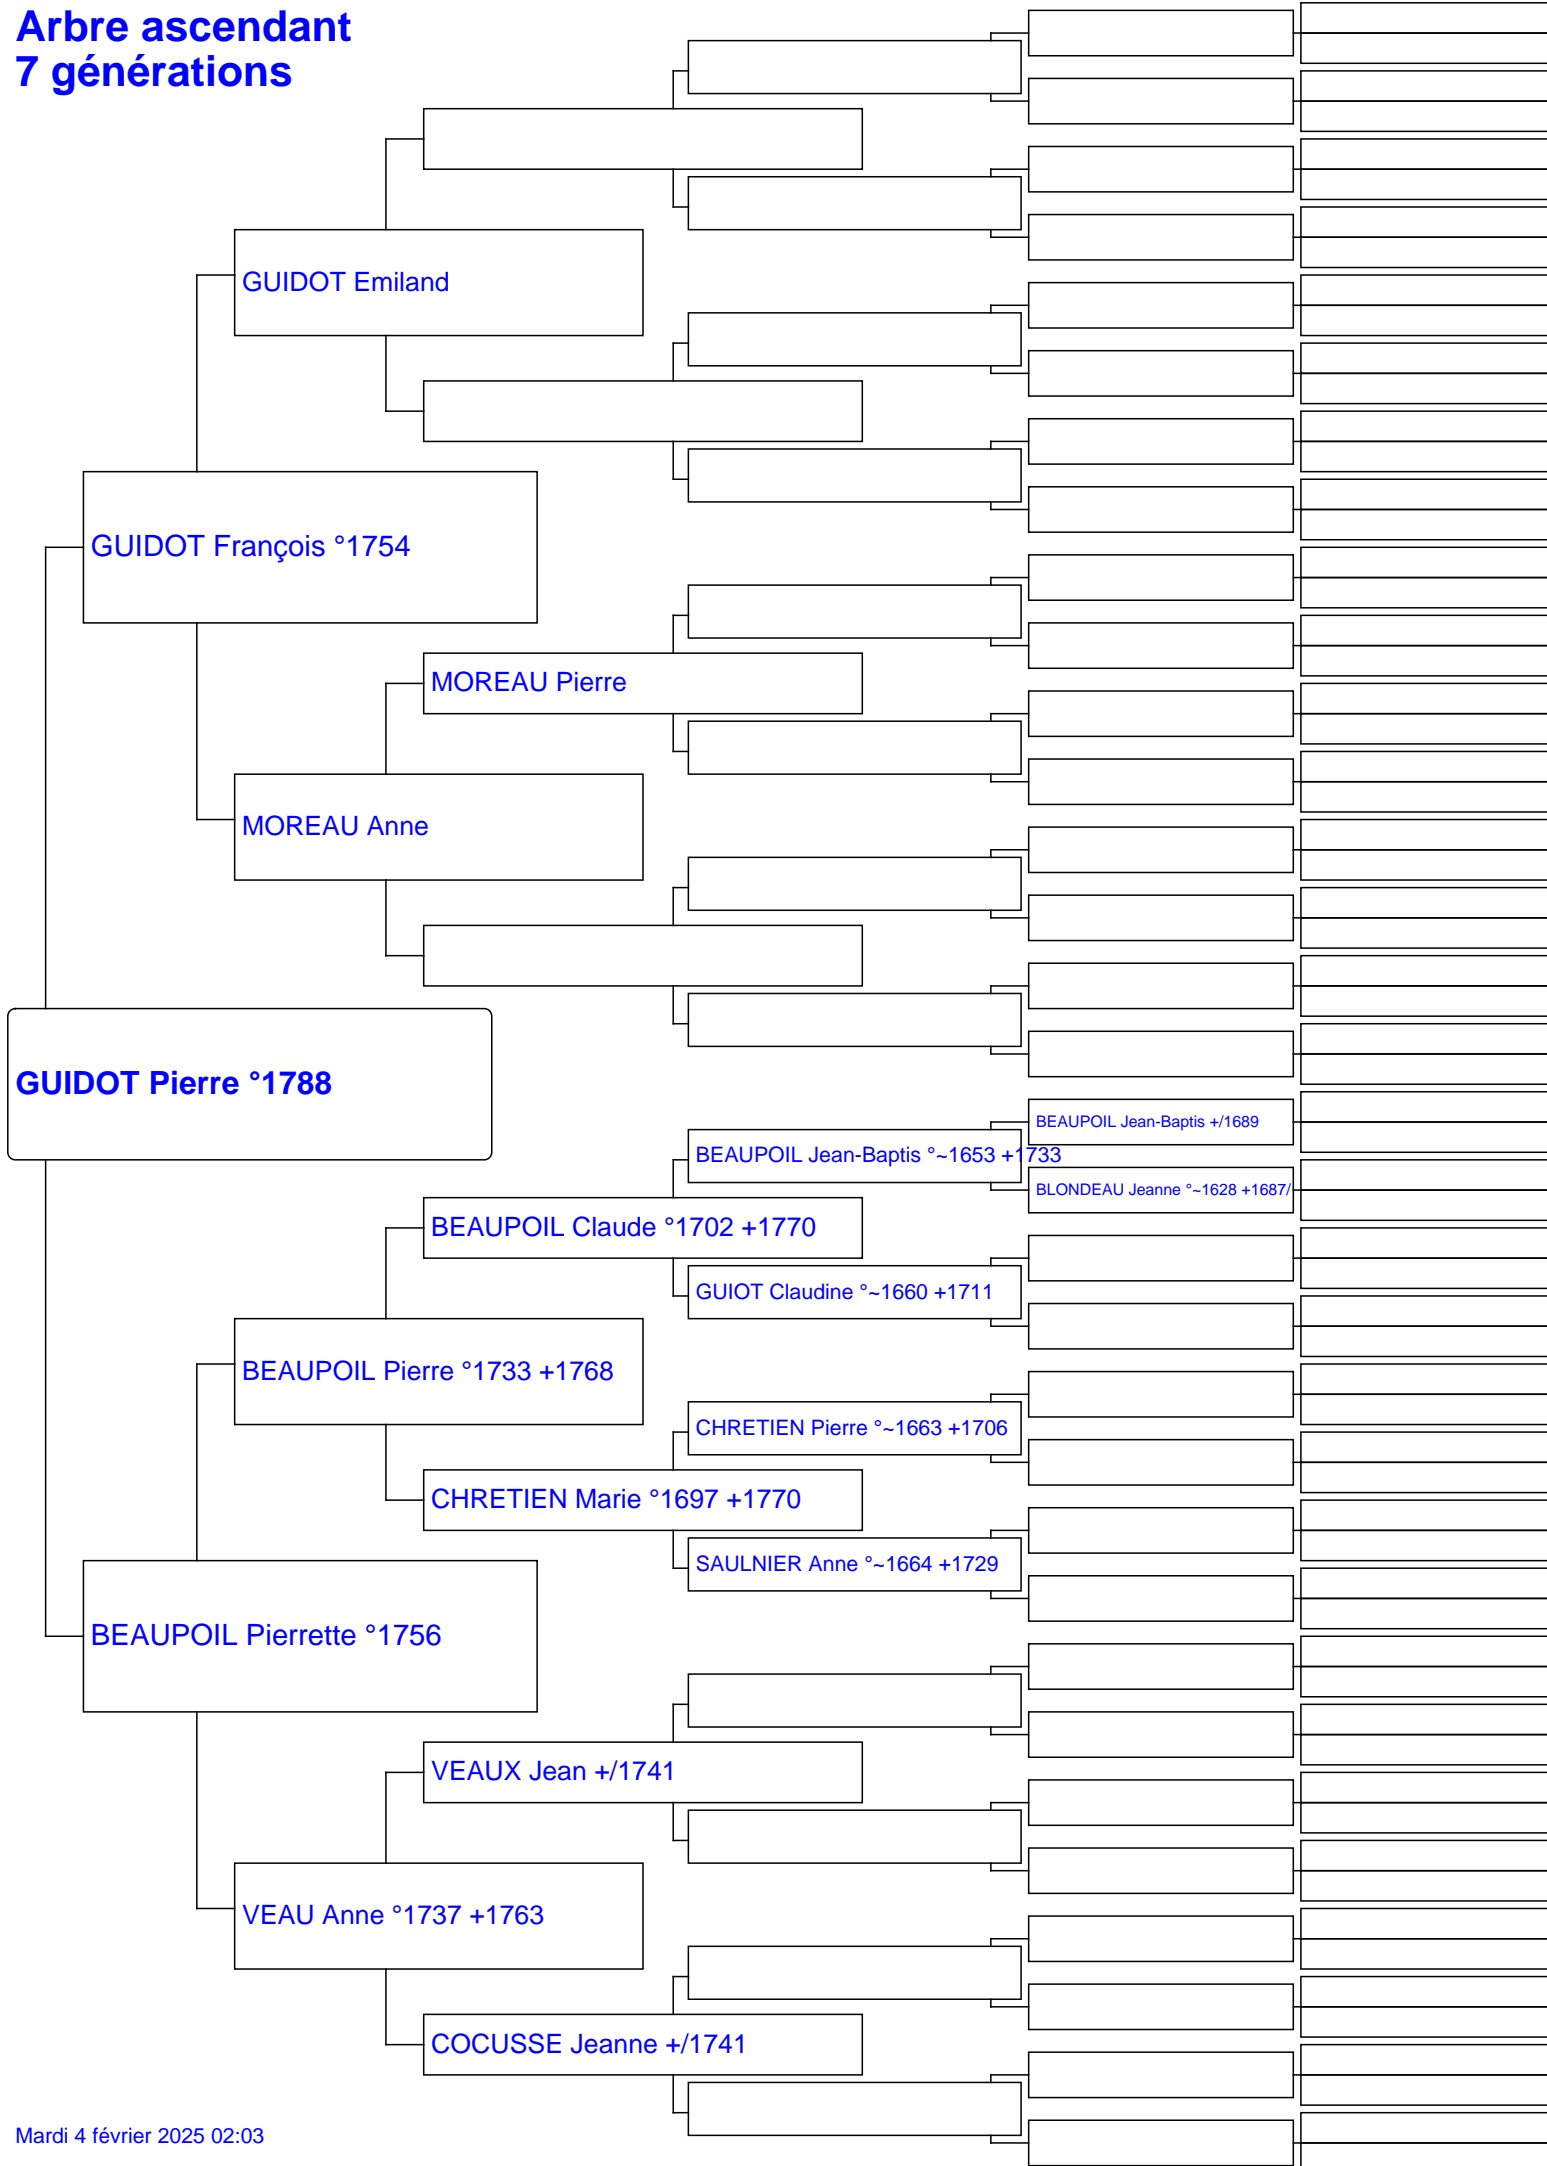 Arbre ascendant
7 générations
GUIDOT Emiland
GUIDOT François °1754
MOREAU Pierre
MOREAU Anne
GUIDOT Pierre °1788
BEAUPOIL Jean-Baptis +/1689
BEAUPOIL Jean-Baptis °~1653 +1733
BLONDEAU Jeanne °~1628 +1687/
BEAUPOIL Claude °1702 +1770
GUIOT Claudine °~1660 +1711
BEAUPOIL Pierre °1733 +1768
CHRETIEN Pierre °~1663 +1706
CHRETIEN Marie °1697 +1770
SAULNIER Anne °~1664 +1729
BEAUPOIL Pierrette °1756
VEAUX Jean +/1741
VEAU Anne °1737 +1763
COCUSSE Jeanne +/1741
Mardi 4 février 2025 02:03